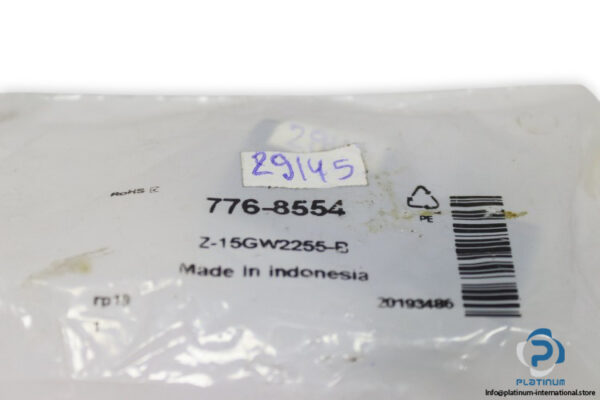 29145
RoHS
776-8554
PE
Z-15GW2255-B
Made in indonesia
rp19
20193486
1
PLATINUM
Info@platinum-international.store